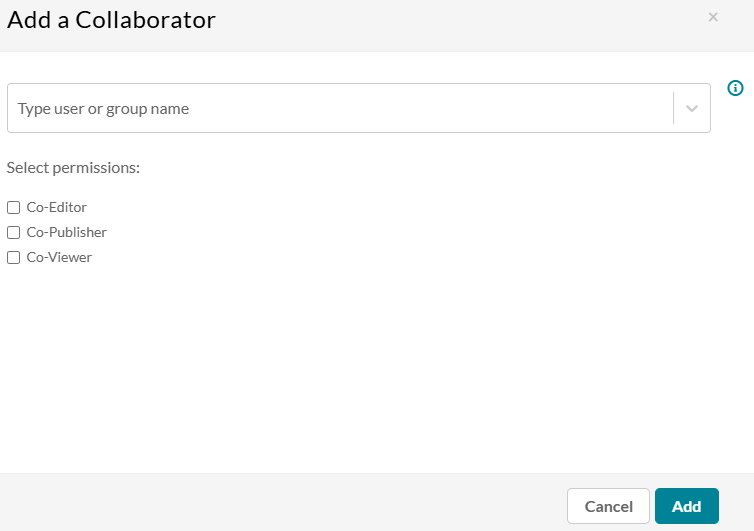 Add a Collaborator
×
Type user or group name
Select permissions:
Co-Editor
Co-Publisher
Co-Viewer
Cancel
Add